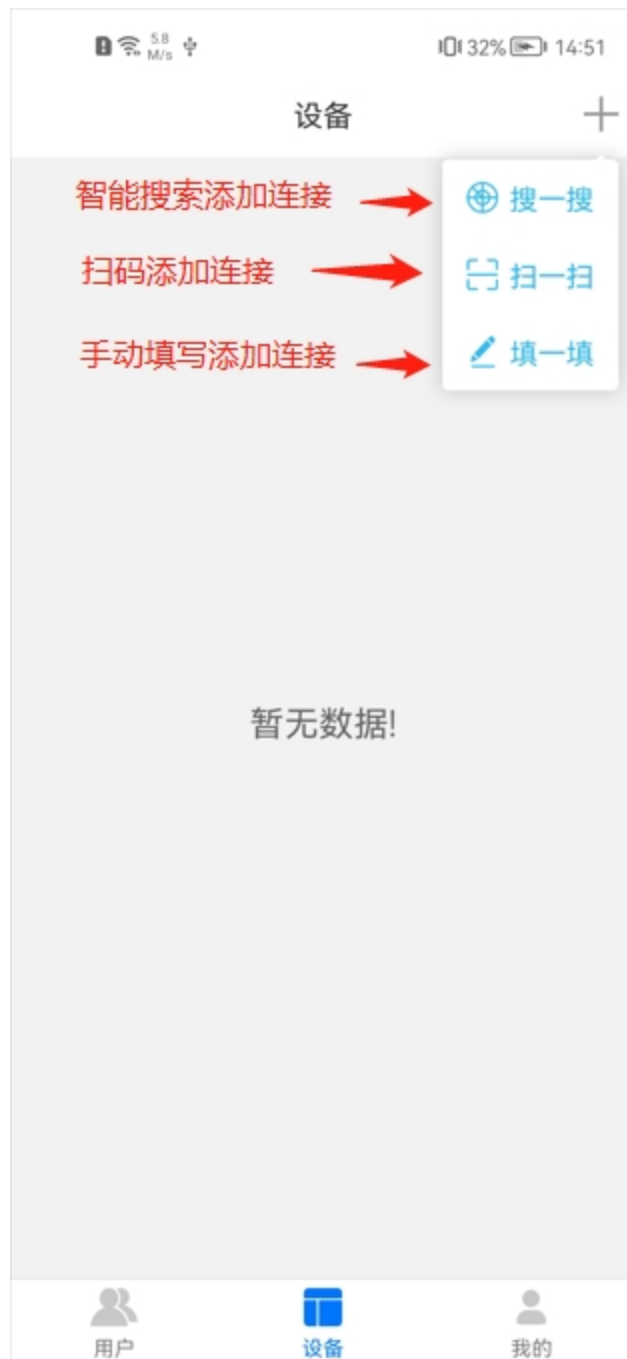 5.8
M/s
32%
14:51
设备
智能搜索添加连接
搜一搜
扫码添加连接
扫一扫
手动填写添加连接
填一填
暂无数据!
用户
设备
我的